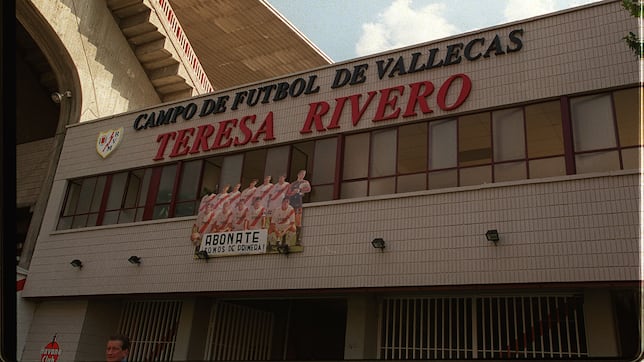 CAMPO DE FUTBOL DE VALLECAS
TERESA RIVERO
ABONATE
SOMOS DE PRIMERA!